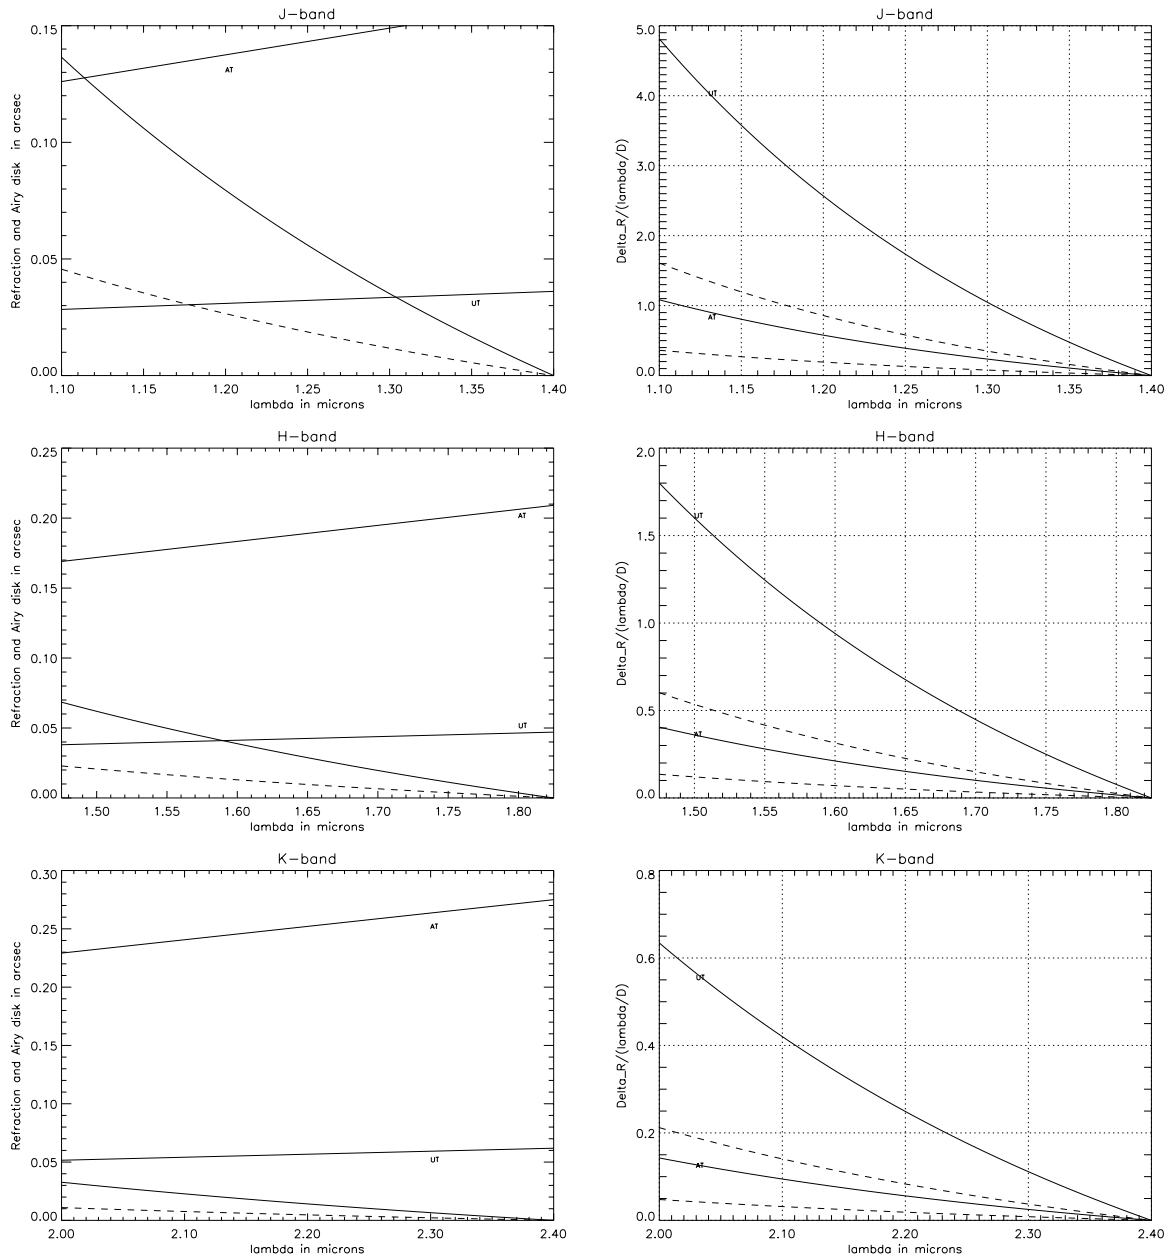 J-band
Refraction and Airy disk in arcsec
0.15
0.10
0.05
0.00
AT
UT
1.10 1.15 1.20 1.25 1.30 1.35 1.40
lambda in microns
J-band
Delta_R/(lambda/D)
5.0
4.0
3.0
2.0
1.0
0.0
UT
AT
1.10 1.15 1.20 1.25 1.30 1.35 1.40
lambda in microns
H-band
Refraction and Airy disk in arcsec
0.25
0.20
0.15
0.10
0.05
0.00
AT
UT
1.50 1.55 1.60 1.65 1.70 1.75 1.80
lambda in microns
H-band
Delta_R/(lambda/D)
2.0
1.5
1.0
0.5
0.0
UT
AT
1.50 1.55 1.60 1.65 1.70 1.75 1.80
lambda in microns
K-band
Refraction and Airy disk in arcsec
0.30
0.25
0.20
0.15
0.10
0.05
0.00
AT
UT
2.00 2.10 2.20 2.30 2.40
lambda in microns
K-band
Delta_R/(lambda/D)
0.8
0.6
0.4
0.2
0.0
UT
AT
2.00 2.10 2.20 2.30 2.40
lambda in microns